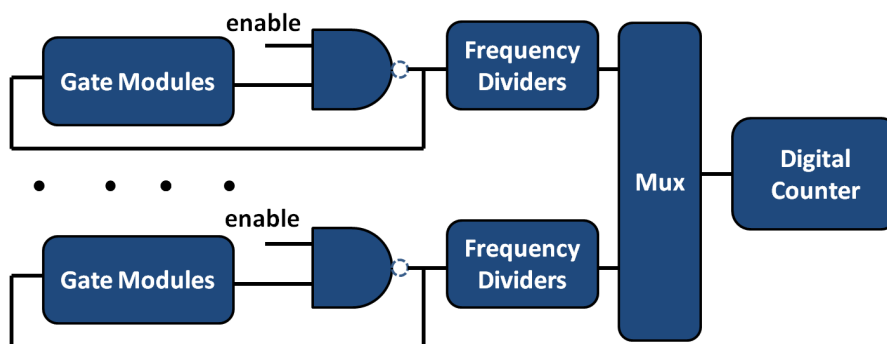 enable
Gate Modules
Frequency
Dividers
Mux
Digital
Counter
enable
Gate Modules
Frequency
Dividers